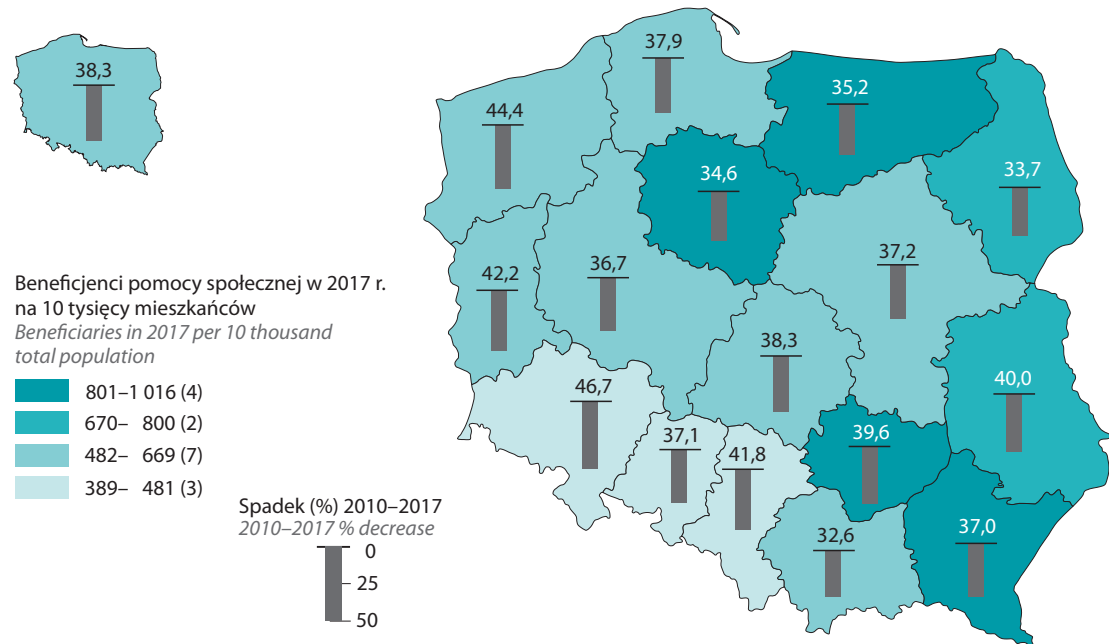 38,3
37,9
35,2
44,4
34,6
33,7
42,2
36,7
37,2
38,3
46,7
40,0
37,1
41,8
39,6
32,6
37,0
Beneficjenci pomocy społecznej w 2017 r.
na 10 tysięcy mieszkańców
Beneficiaries in 2017 per 10 thousand
total population
801–1 016 (4)
670– 800 (2)
482– 669 (7)
389– 481 (3)
Spadek (%) 2010–2017
2010–2017 % decrease
0
25
50